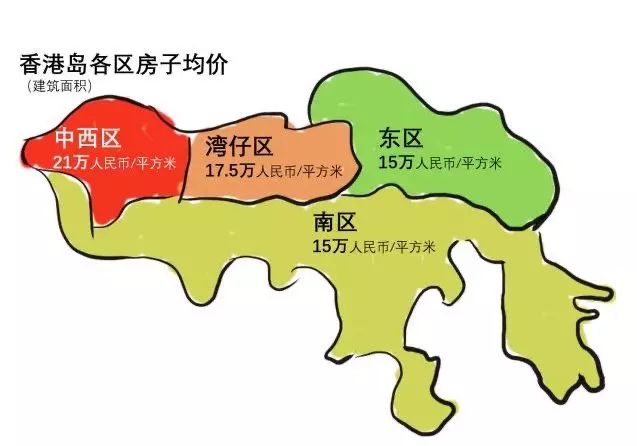 香港岛各区房子均价
（建筑面积）
中西区
21万人民币/平方米
湾仔区
17.5万人民币/平方米
东区
15万人民币/平方米
南区
15万人民币/平方米